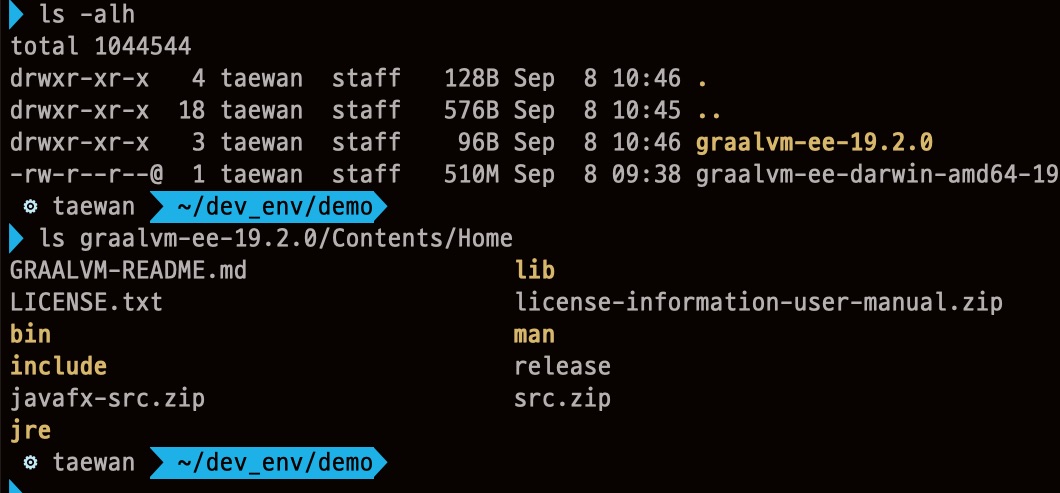 ls -alh
total 1044544
drwxr-xr-x   4 taewan  staff   128B Sep  8 10:46 .
drwxr-xr-x  18 taewan  staff   576B Sep  8 10:45 ..
drwxr-xr-x   3 taewan  staff    96B Sep  8 10:46 graalvm-ee-19.2.0
-rw-r--r--@  1 taewan  staff   510M Sep  8 09:38 graalvm-ee-darwin-amd64-19
⚙ taewan  ~/dev_env/demo
ls graalvm-ee-19.2.0/Contents/Home
GRAALVM-README.md                lib
LICENSE.txt                      license-information-user-manual.zip
bin                              man
include                          release
javafx-src.zip                   src.zip
jre
⚙ taewan  ~/dev_env/demo